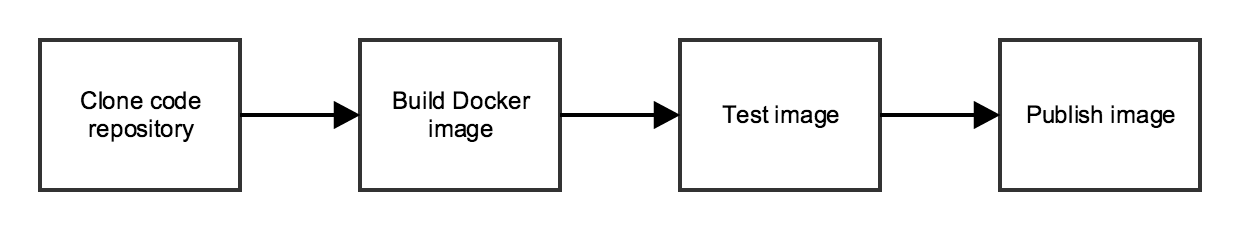 Clone code
repository
Build Docker
image
Test image
Publish image